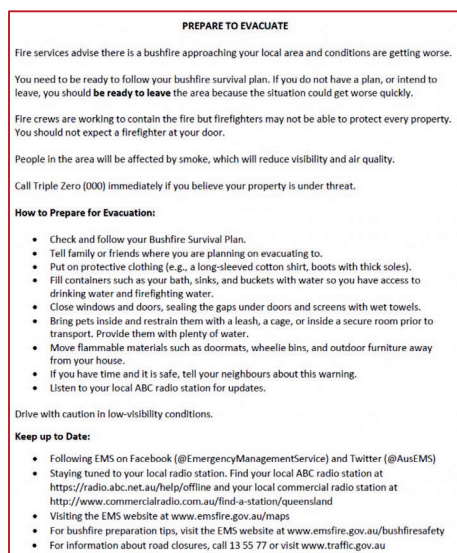 PREPARE TO EVACUATE
Fire services advise there is a bushfire approaching your local area and conditions are getting worse.
You need to be ready to follow your bushfire survival plan. If you do not have a plan, or intend to
leave, you should be ready to leave the area because the situation could get worse quickly.
Fire crews are working to contain the fire but firefighters may not be able to protect every property.
You should not expect a firefighter at your door.
People in the area will be affected by smoke, which will reduce visibility and air quality.
Call Triple Zero (000) immediately if you believe your property is under threat.
How to Prepare for Evacuation:
• Check and follow your Bushfire Survival Plan.
• Tell family or friends where you are planning on evacuating to.
• Put on protective clothing (e.g., a long-sleeved cotton shirt, boots with thick soles).
• Fill containers such as your bath, sinks, and buckets with water so you have access to
drinking water and firefighting water.
• Close windows and doors, sealing the gaps under doors and screens with wet towels.
• Bring pets inside and restrain them with a leash, a cage, or inside a secure room prior to
transport. Provide them with plenty of water.
• Move flammable materials such as doormats, wheelie bins, and outdoor furniture away
from your house.
• If you have time and it is safe, tell your neighbours about this warning.
• Listen to your local ABC radio station for updates.
Drive with caution in low-visibility conditions.
Keep up to Date:
• Following EMS on Facebook (@EmergencyManagementService) and Twitter (@AusEMS)
• Staying tuned to your local radio station. Find your local ABC radio station at
https://radio.abc.net.au/help/offline and your local commercial radio station at
http://www.commercialradio.com.au/find-a-station/queensland
• Visiting the EMS website at www.emsfire.gov.au/maps
• For bushfire preparation tips, visit the EMS website at www.emsfire.gov.au/bushfiresafety
• For information about road closures, call 13 55 77 or visit www.traffic.gov.au